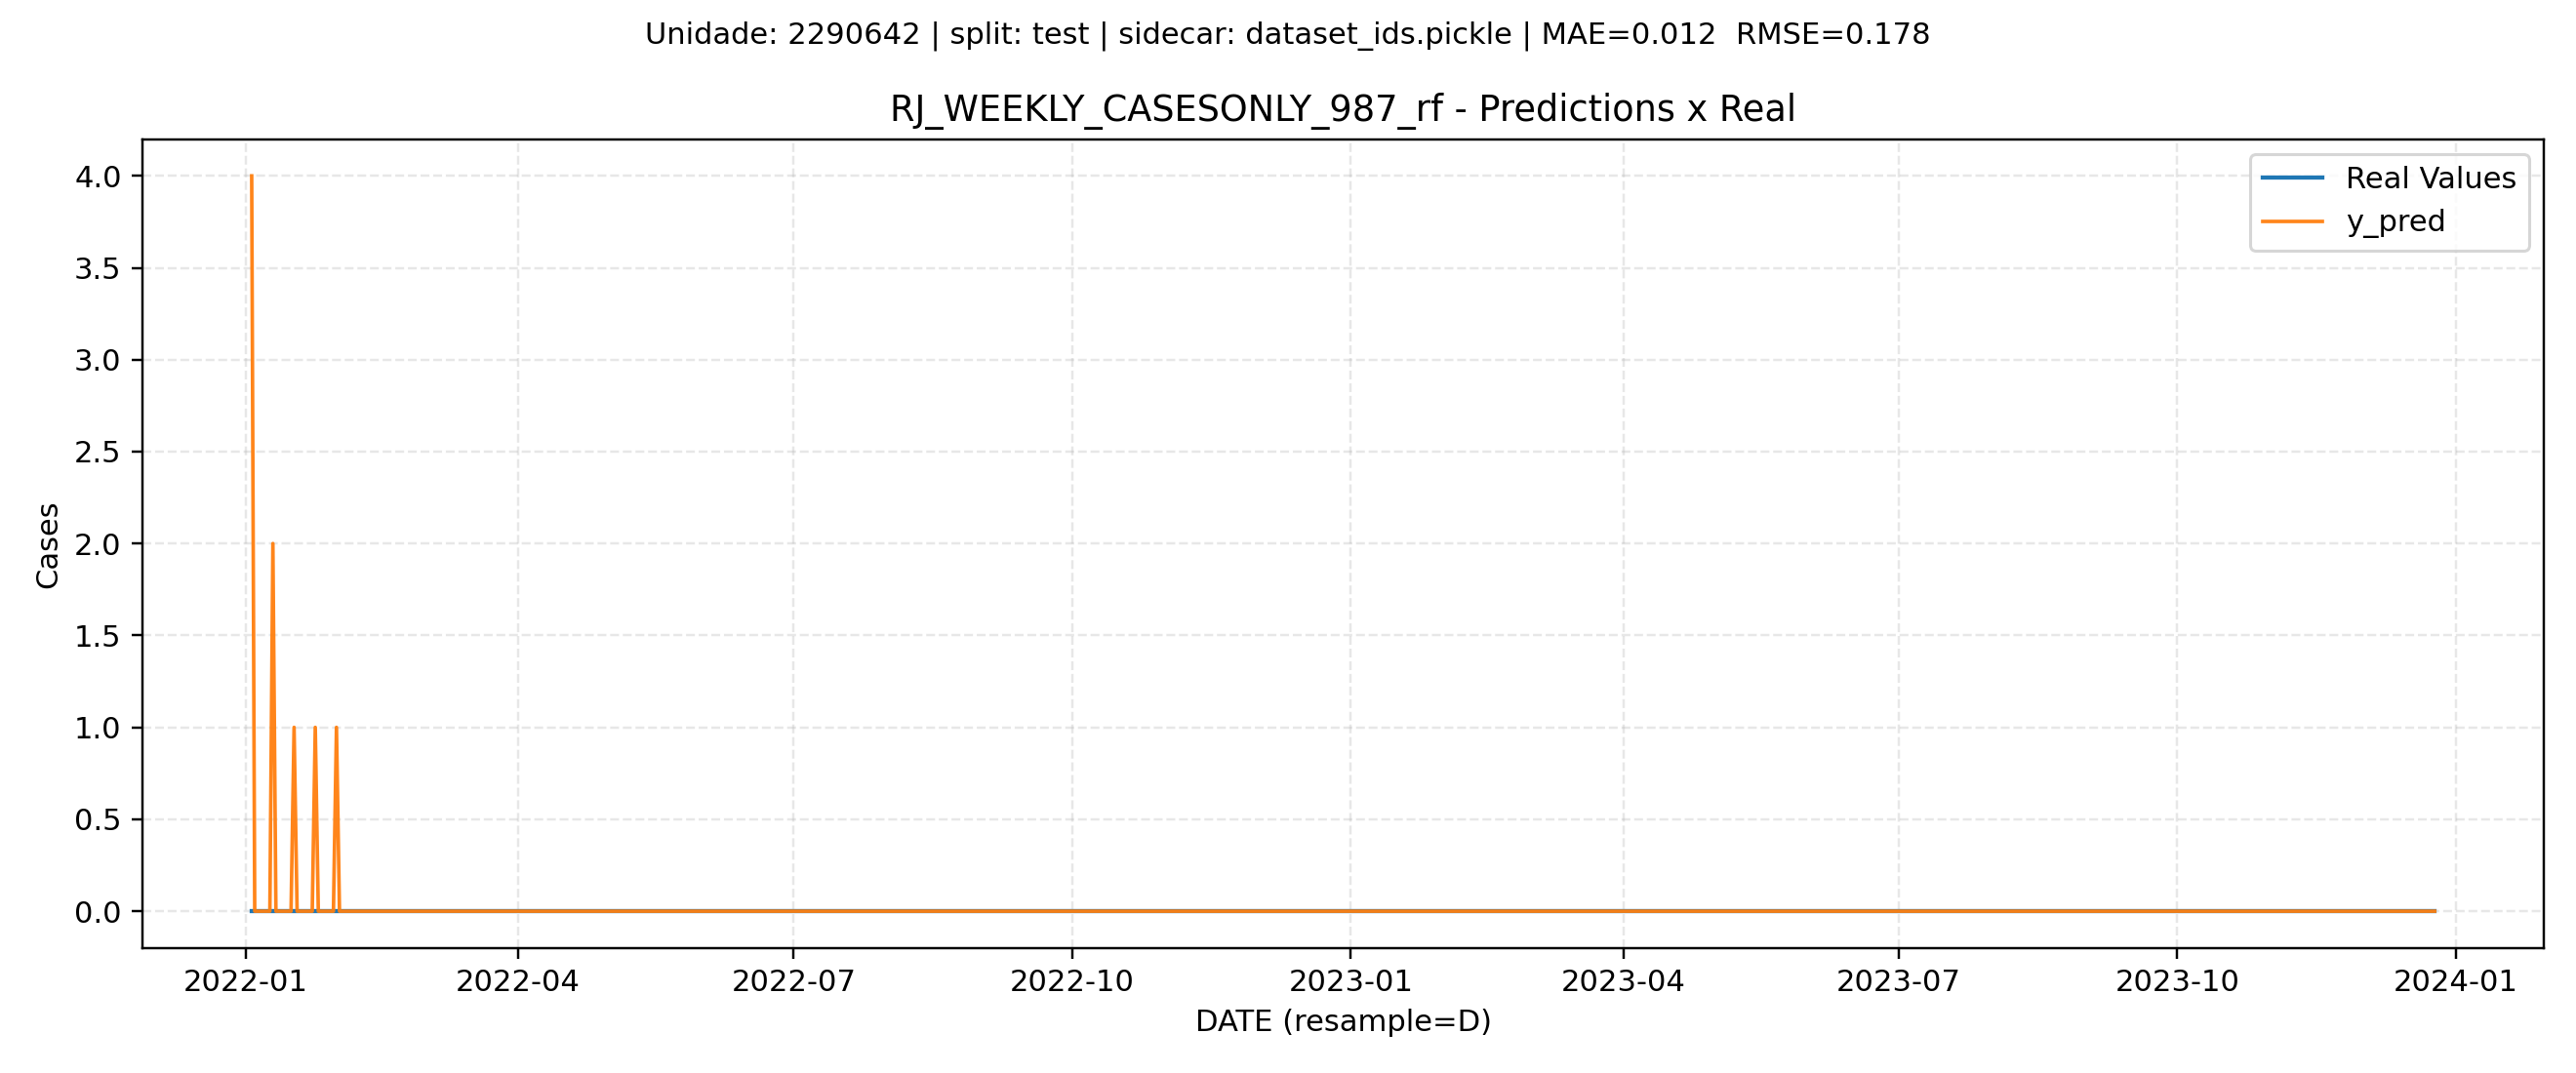 Unidade: 2290642 | split: test | sidecar: dataset_ids.pickle | MAE=0.012  RMSE=0.178
RJ_WEEKLY_CASESONLY_987_rf - Predictions x Real
Real Values
y_pred
4.0
3.5
3.0
2.5
2.0
1.5
1.0
0.5
0.0
Cases
2022-01 2022-04 2022-07 2022-10 2023-01 2023-04 2023-07 2023-10 2024-01
DATE (resample=D)